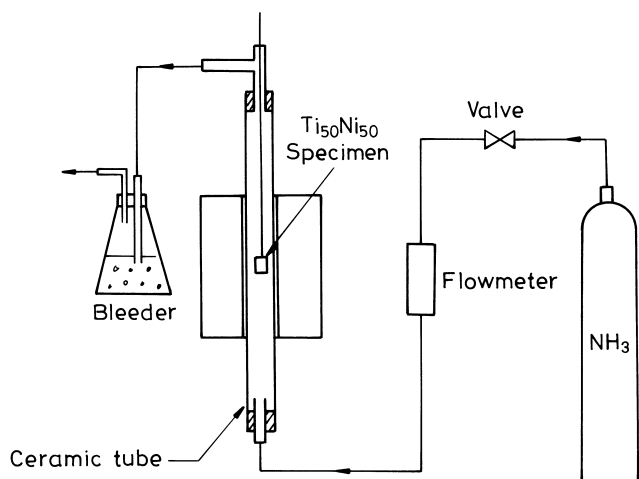 Ti50Ni50
Specimen
Valve
Flowmeter
NH3
Bleeder
Ceramic tube